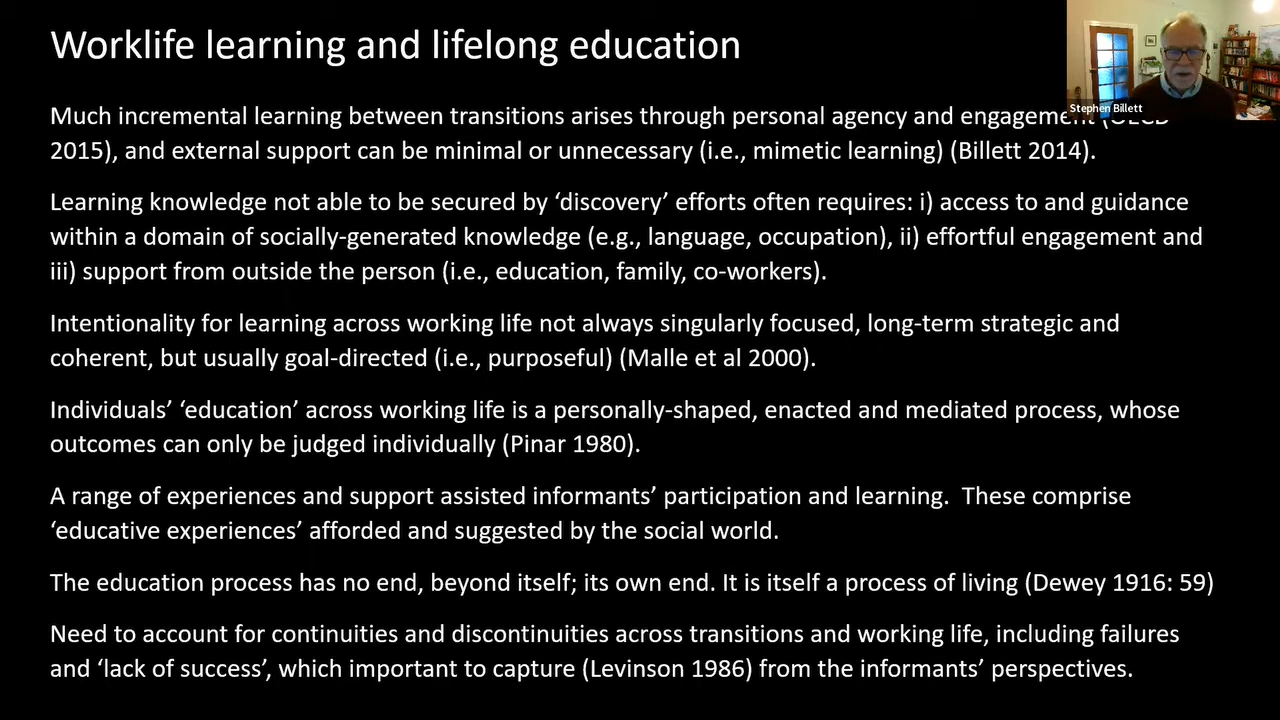 Worklife learning and lifelong education
Stephen Billett
Much incremental learning between transitions arises through personal agency and engagement (OECD
2015), and external support can be minimal or unnecessary (i.e., mimetic learning) (Billett 2014).
Learning knowledge not able to be secured by ‘discovery’ efforts often requires: i) access to and guidance
within a domain of socially-generated knowledge (e.g., language, occupation), ii) effortful engagement and
iii) support from outside the person (i.e., education, family, co-workers).
Intentionality for learning across working life not always singularly focused, long-term strategic and
coherent, but usually goal-directed (i.e., purposeful) (Malle et al 2000).
Individuals’ ‘education’ across working life is a personally-shaped, enacted and mediated process, whose
outcomes can only be judged individually (Pinar 1980).
A range of experiences and support assisted informants’ participation and learning.  These comprise
‘educative experiences’ afforded and suggested by the social world.
The education process has no end, beyond itself; its own end. It is itself a process of living (Dewey 1916: 59)
Need to account for continuities and discontinuities across transitions and working life, including failures
and ‘lack of success’, which important to capture (Levinson 1986) from the informants’ perspectives.